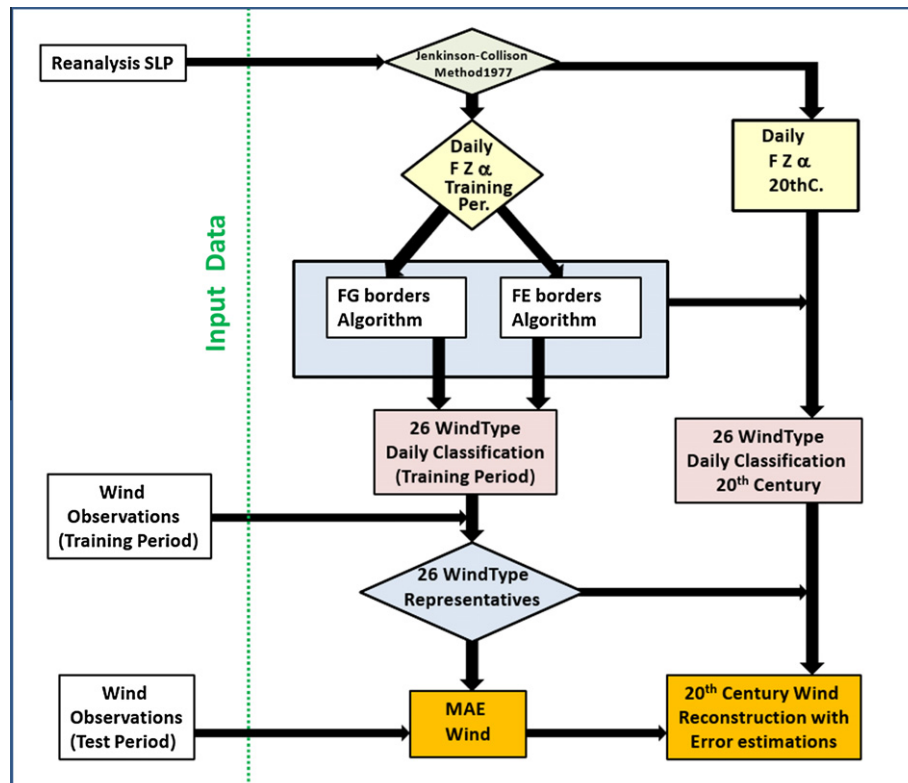 Reanalysis SLP
Jenkinson-Collison
Method1977
Daily
F Z α
Training
Per.
Daily
F Z α
20thC.
Input Data
FG borders
Algorithm
FE borders
Algorithm
26 WindType
Daily Classification
(Training Period)
26 WindType
Daily Classification
20th Century
Wind
Observations
(Training Period)
26 WindType
Representatives
Wind
Observations
(Test Period)
MAE
Wind
20th Century Wind
Reconstruction with
Error estimations